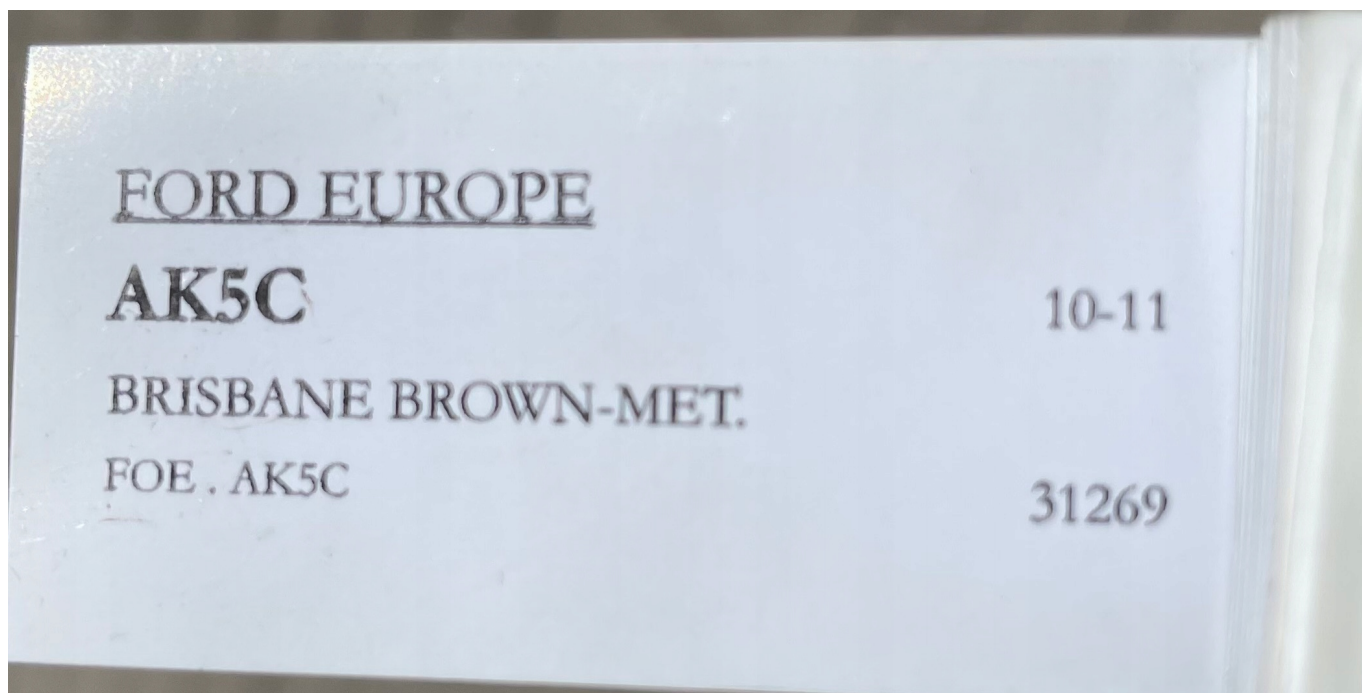 FORD EUROPE
AK5C
10-11
BRISBANE BROWN-MET.
FOE . AK5C
31269